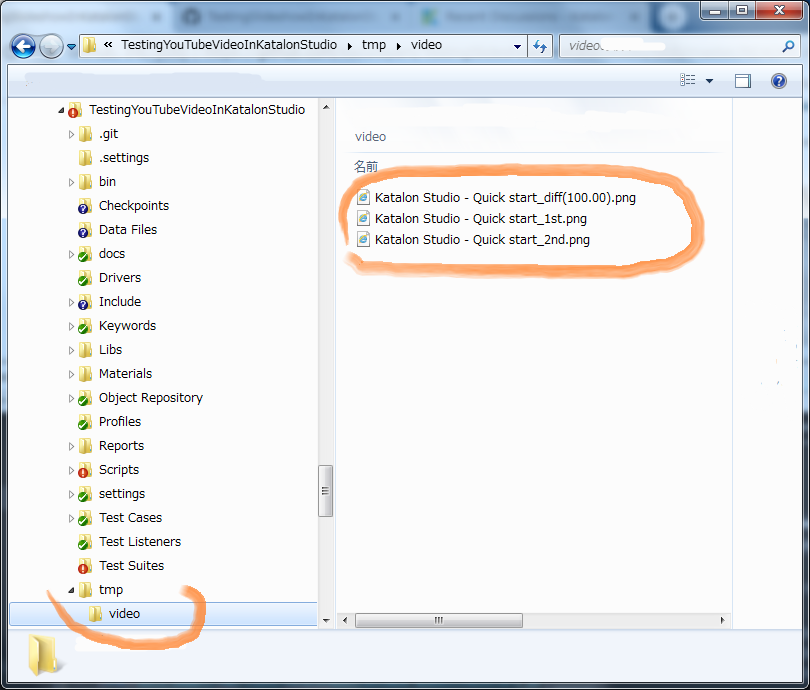 « TestingYouTubeVideoInKatalonStudio ▸ tmp ▸ video
video
TestingYouTubeVideoInKatalonStudio
.git
.settings
bin
Checkpoints
Data Files
docs
Drivers
Include
Keywords
Libs
Materials
Object Repository
Profiles
Reports
Scripts
settings
Test Cases
Test Listeners
Test Suites
tmp
video
video
名前
Katalon Studio - Quick start_diff(100.00).png
Katalon Studio - Quick start_1st.png
Katalon Studio - Quick start_2nd.png